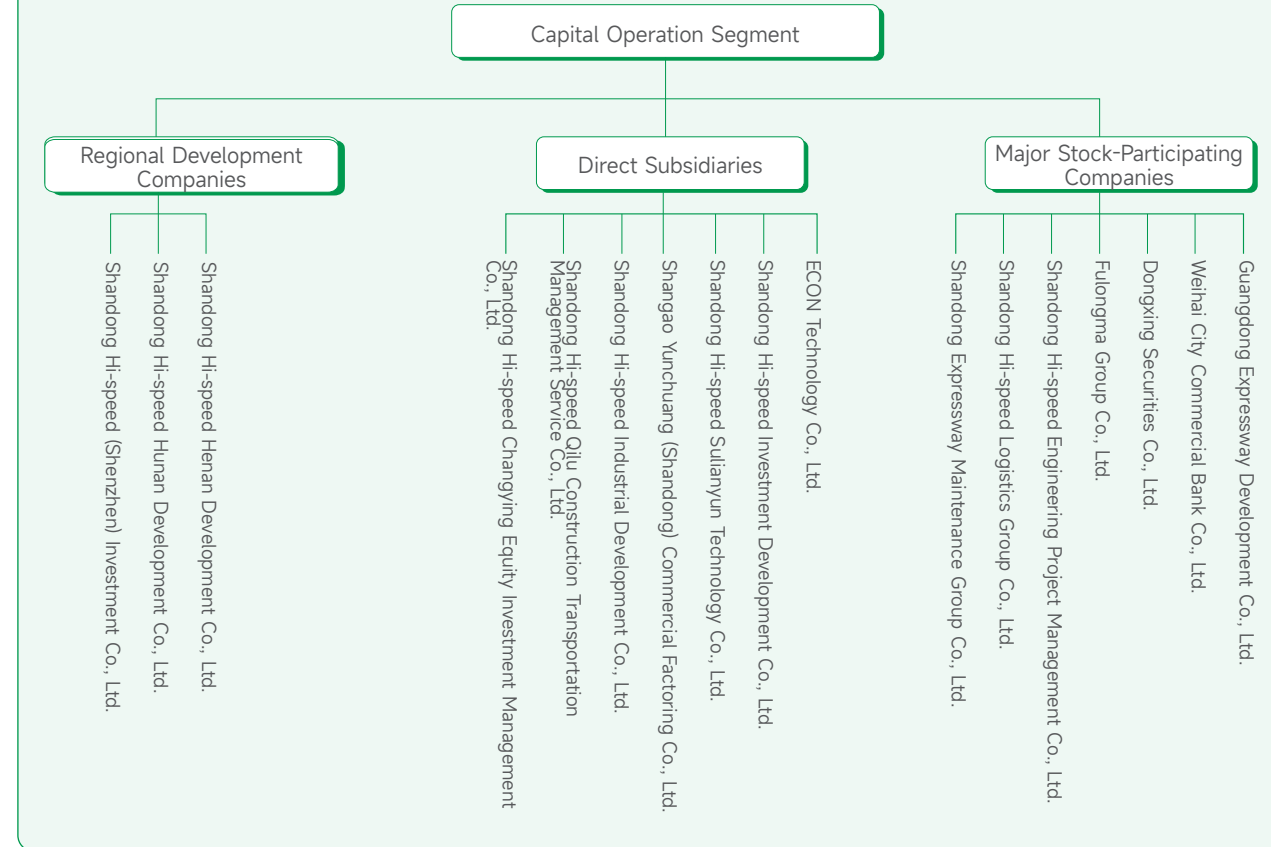 Capital Operation Segment
Regional Development
Companies
Direct Subsidiaries
Major Stock-Participating
Companies
Shandong Hi-speed (Shenzhen) Investment Co., Ltd.
Shandong Hi-speed Hunan Development Co., Ltd.
Shandong Hi-speed Henan Development Co., Ltd.
Shandong Hi-speed Changying Equity Investment Management
Co., Ltd.
Shandong Hi-speed Qilu Construction Transportation
Management Service Co., Ltd.
Shandong Hi-speed Industrial Development Co., Ltd.
Shangao Yunchuang (Shandong) Commercial Factoring Co., Ltd.
Shandong Hi-speed Sulianyun Technology Co., Ltd.
Shandong Hi-speed Investment Development Co., Ltd.
ECON Technology Co., Ltd.
Shandong Expressway Maintenance Group Co., Ltd.
Shandong Hi-speed Logistics Group Co., Ltd.
Shandong Hi-speed Engineering Project Management Co., Ltd.
Fulongma Group Co., Ltd.
Dongxing Securities Co., Ltd.
Weihai City Commercial Bank Co., Ltd.
Guangdong Expressway Development Co., Ltd.